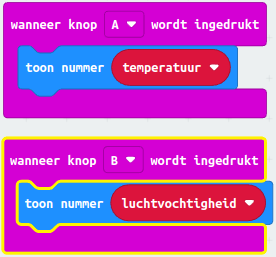 wanneer knop A wordt ingedrukt
toon nummer temperatuur
wanneer knop B wordt ingedrukt
toon nummer luchtvochtigheid